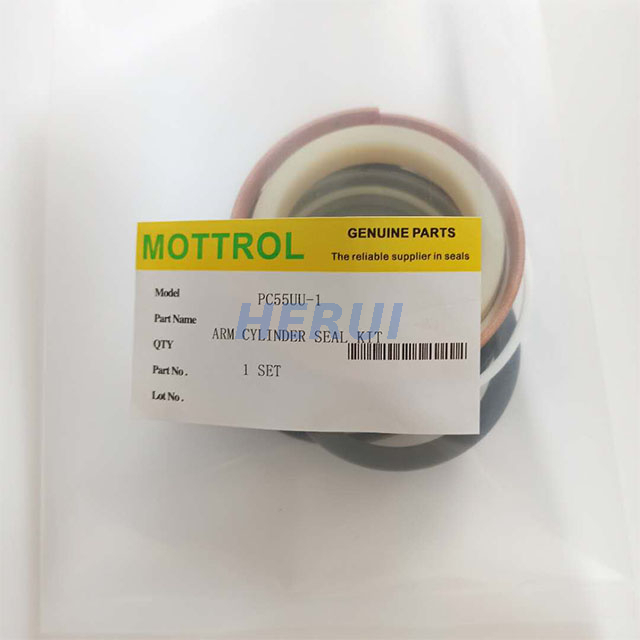 MOTTROL
GENUINE PARTS
The reliable supplier in seals
Model PC55UU-1
HERUI
Part Name ARM CYLINDER SEAL KIT
QTY
Part No. 1 SET
Lot No.